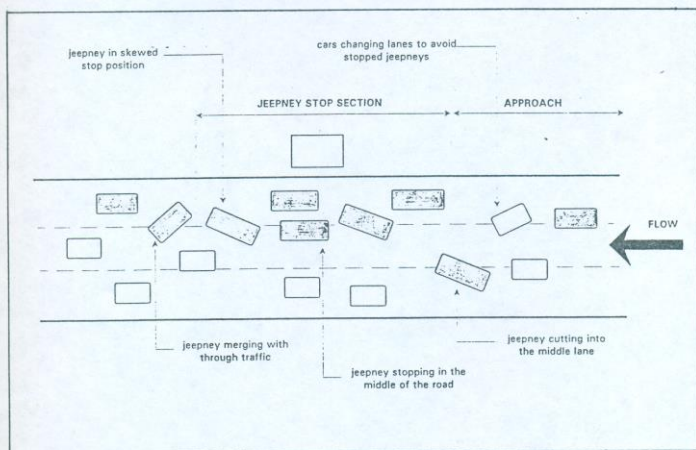 jeepney in skewed
stop position
cars changing lanes to avoid
stopped jeepneys
JEEPNEY STOP SECTION
APPROACH
FLOW
jeepney merging with
through traffic
jeepney stopping in the
middle of the road
jeepney cutting into
the middle lane